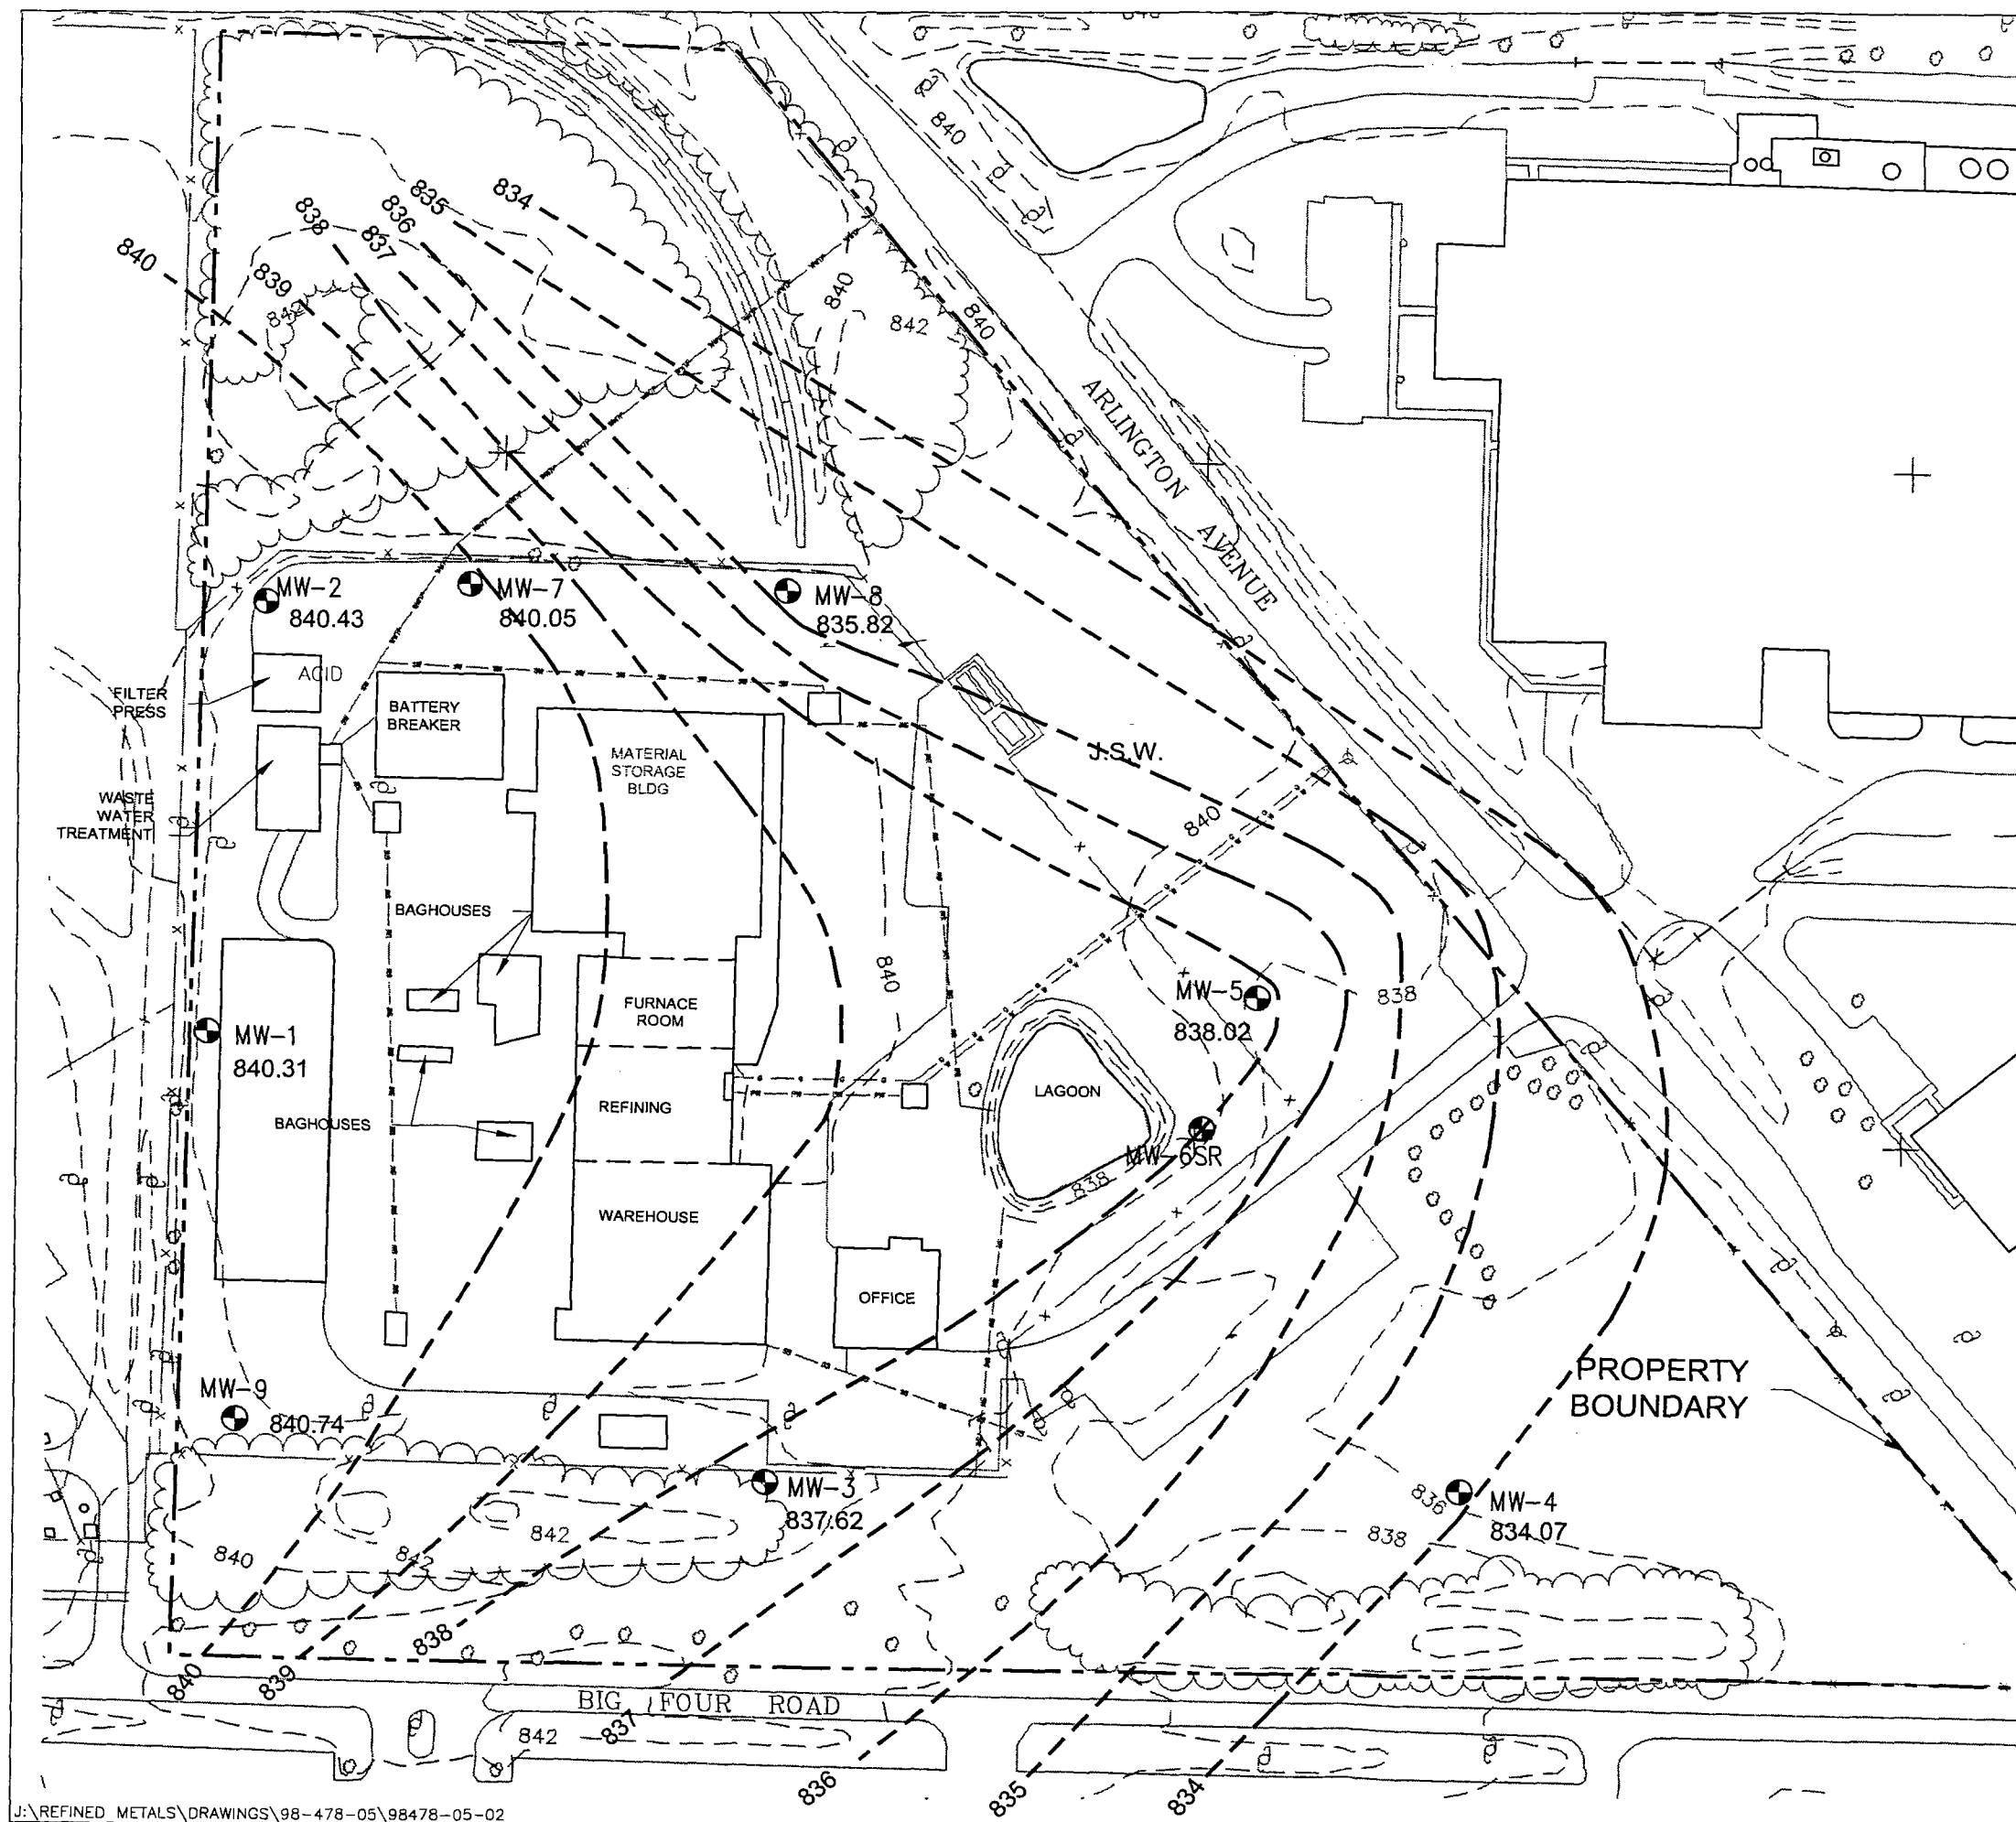 840
834
835
836
838
837
840
839
842
840
842
840
ARLINGTON AVENUE
MW-2
840.43
MW-7
840.05
MW-8
835.82
ACID
FILTER
PRESS
BATTERY
BREAKER
MATERIAL
STORAGE
BLDG
J.S.W.
WASTE
WATER
TREATMENT
840
BAGHOUSES
840
MW-5
838.02
838
FURNACE
ROOM
MW-1
840.31
LAGOON
REFINING
BAGHOUSES
MW-6SR
838
WAREHOUSE
OFFICE
PROPERTY
BOUNDARY
MW-9
840.74
MW-3
837.62
836
MW-4
834.07
842
838
840
842
838
840
839
BIG FOUR ROAD
837
842
836
835
834
J:\REFINED METALS\DRAWINGS\98-478-05\98478-05-02